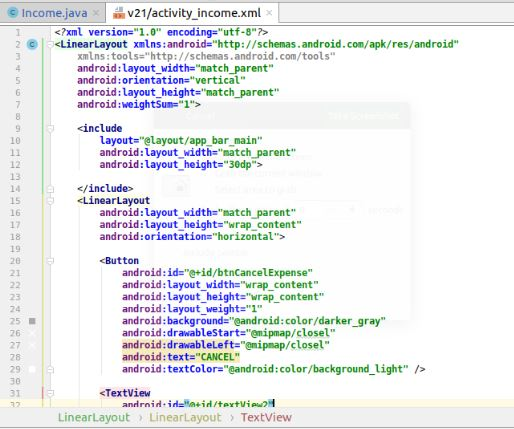 Income.java ×
v21/activity_income.xml ×
1 <?xml version="1.0" encoding="utf-8"?>
2 <LinearLayout xmlns:android="http://schemas.android.com/apk/res/android"
3 xmlns:tools="http://schemas.android.com/tools"
4 android:layout_width="match_parent"
5 android:orientation="vertical"
6 android:layout_height="match_parent"
7 android:weightSum="1">
8
9 <include
10 layout="@layout/app_bar_main"
11 android:layout_width="match_parent"
12 android:layout_height="30dp">
13
14 </include>
15 <LinearLayout
16 android:layout_width="match_parent"
17 android:layout_height="wrap_content"
18 android:orientation="horizontal">
19
20 <Button
21 android:id="@+id/btnCancelExpense"
22 android:layout_width="wrap_content"
23 android:layout_height="wrap_content"
24 android:layout_weight="1"
25 android:background="@android:color/darker_gray"
26 android:drawableStart="@mipmap/closel"
27 android:drawableLeft="@mipmap/closel"
28 android:text="CANCEL"
29 android:textColor="@android:color/background_light" />
30
31 <TextView
32 android:id="@+id/textView2"
LinearLayout › LinearLayout › TextView